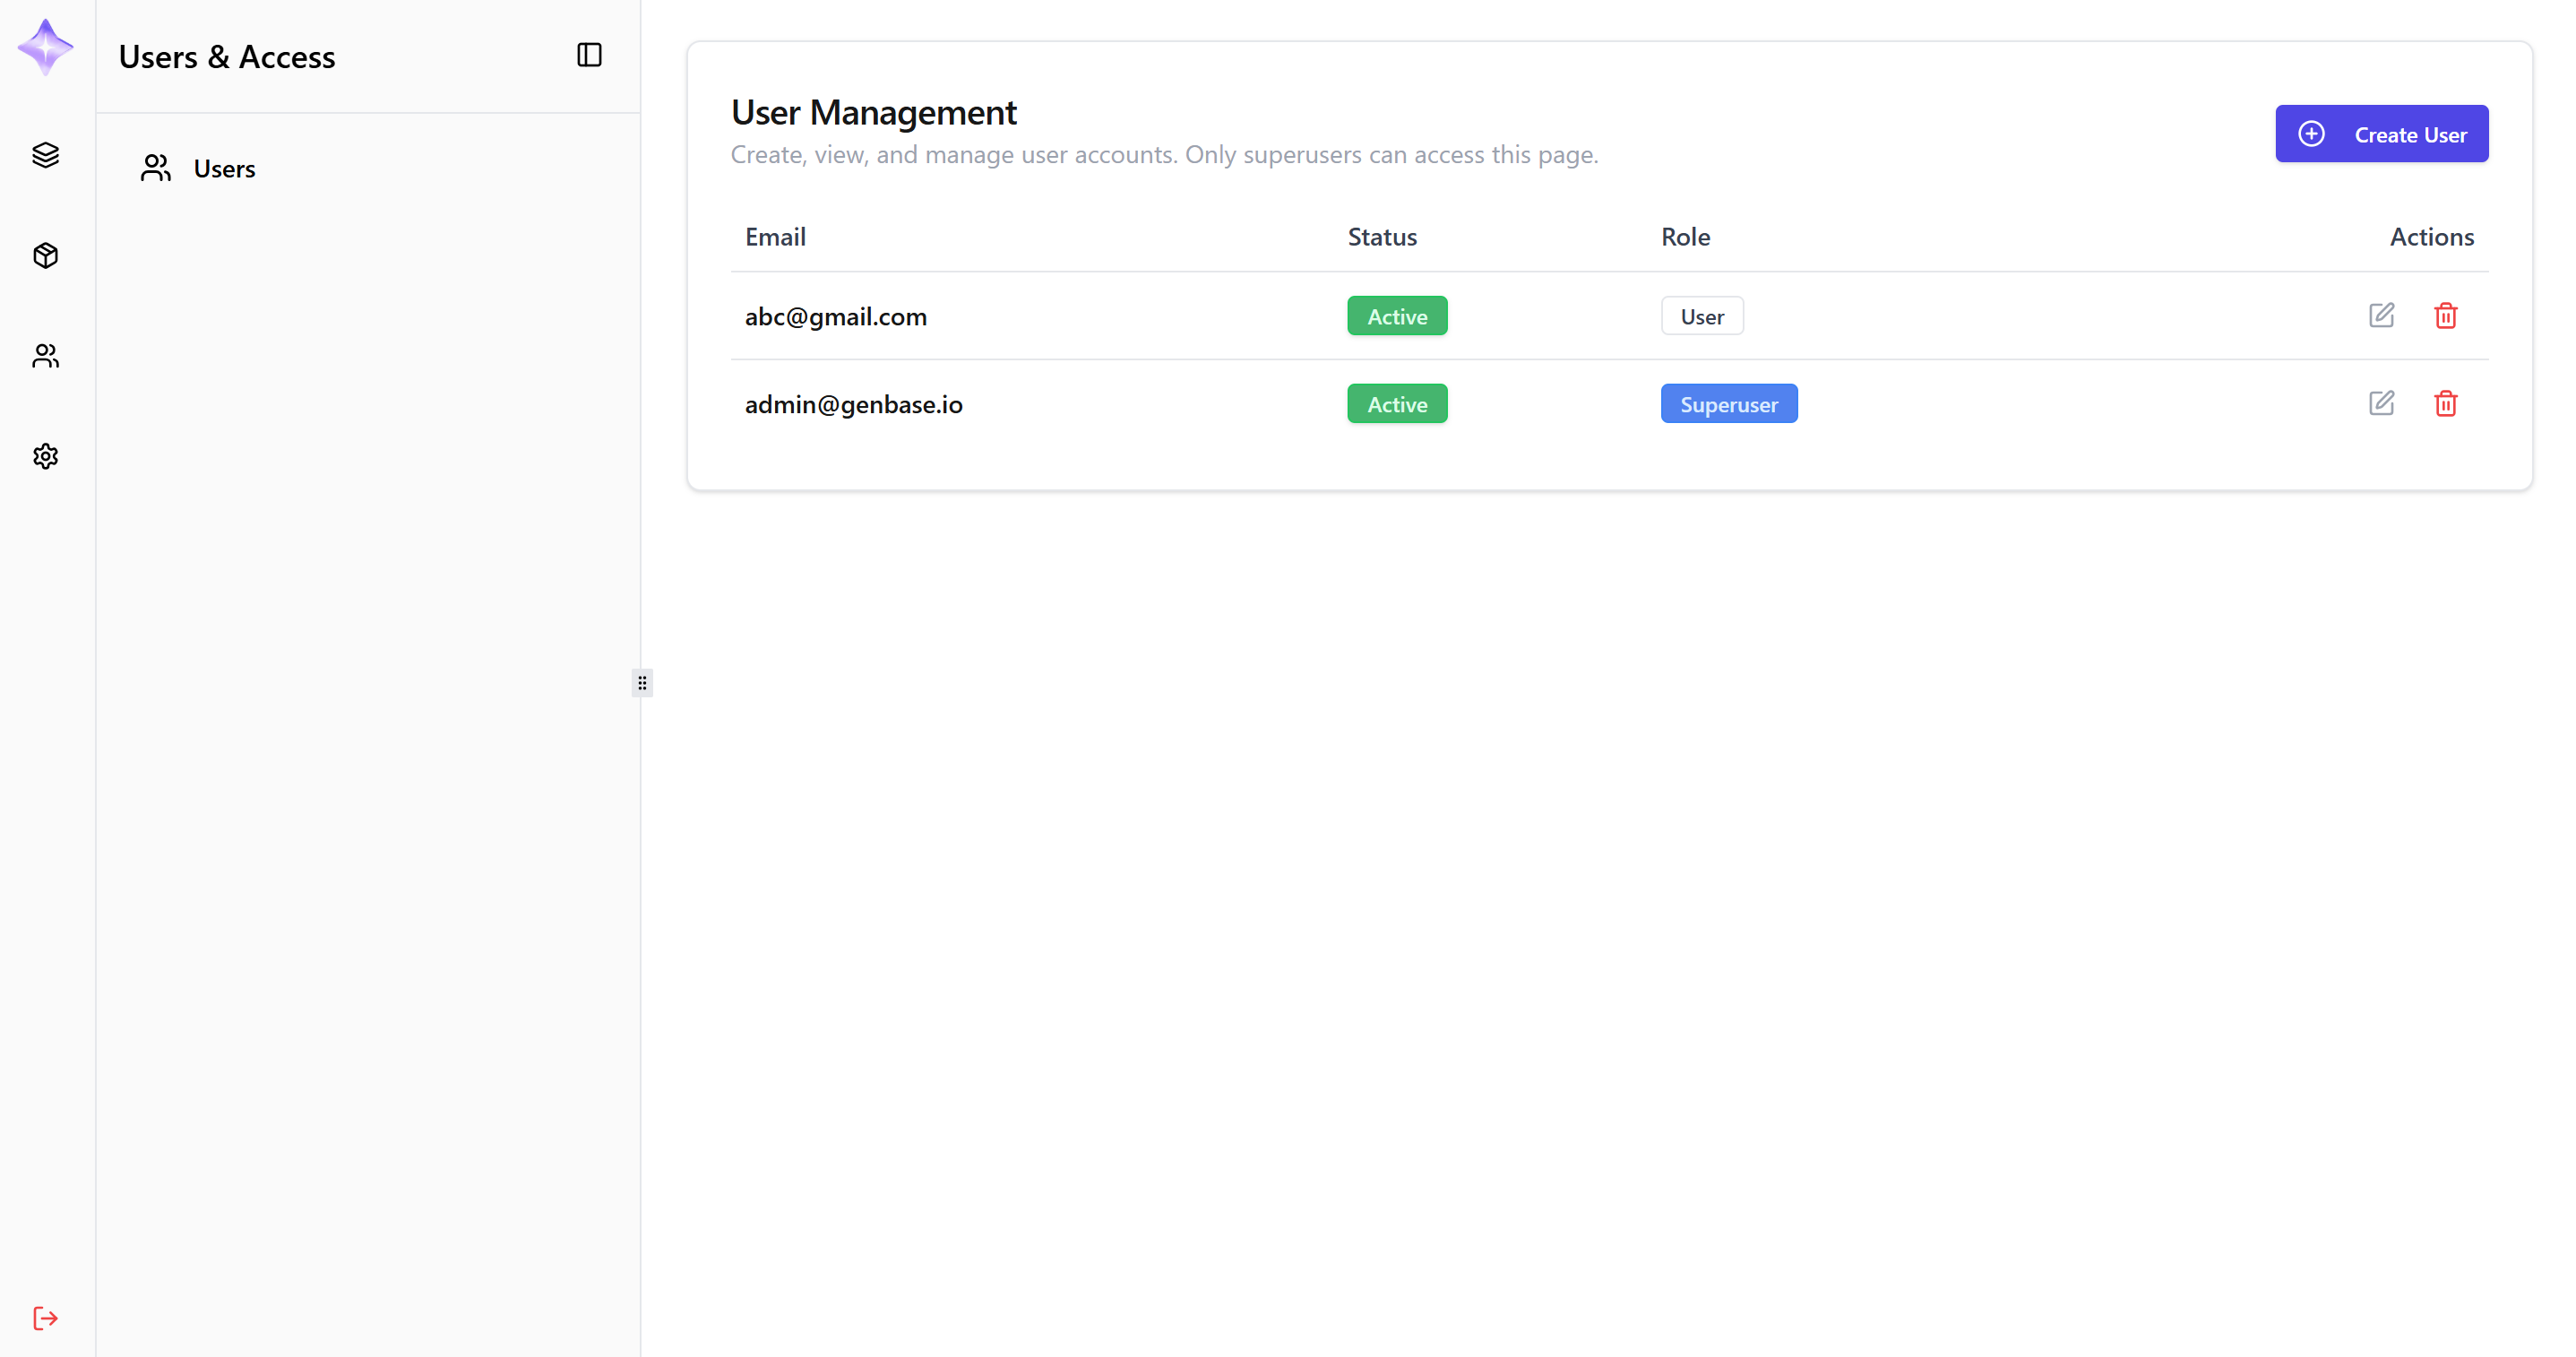 Users & Access
Users
User Management
Create, view, and manage user accounts. Only superusers can access this page.
Create User
Email Status Role Actions
abc@gmail.com Active User
admin@genbase.io Active Superuser